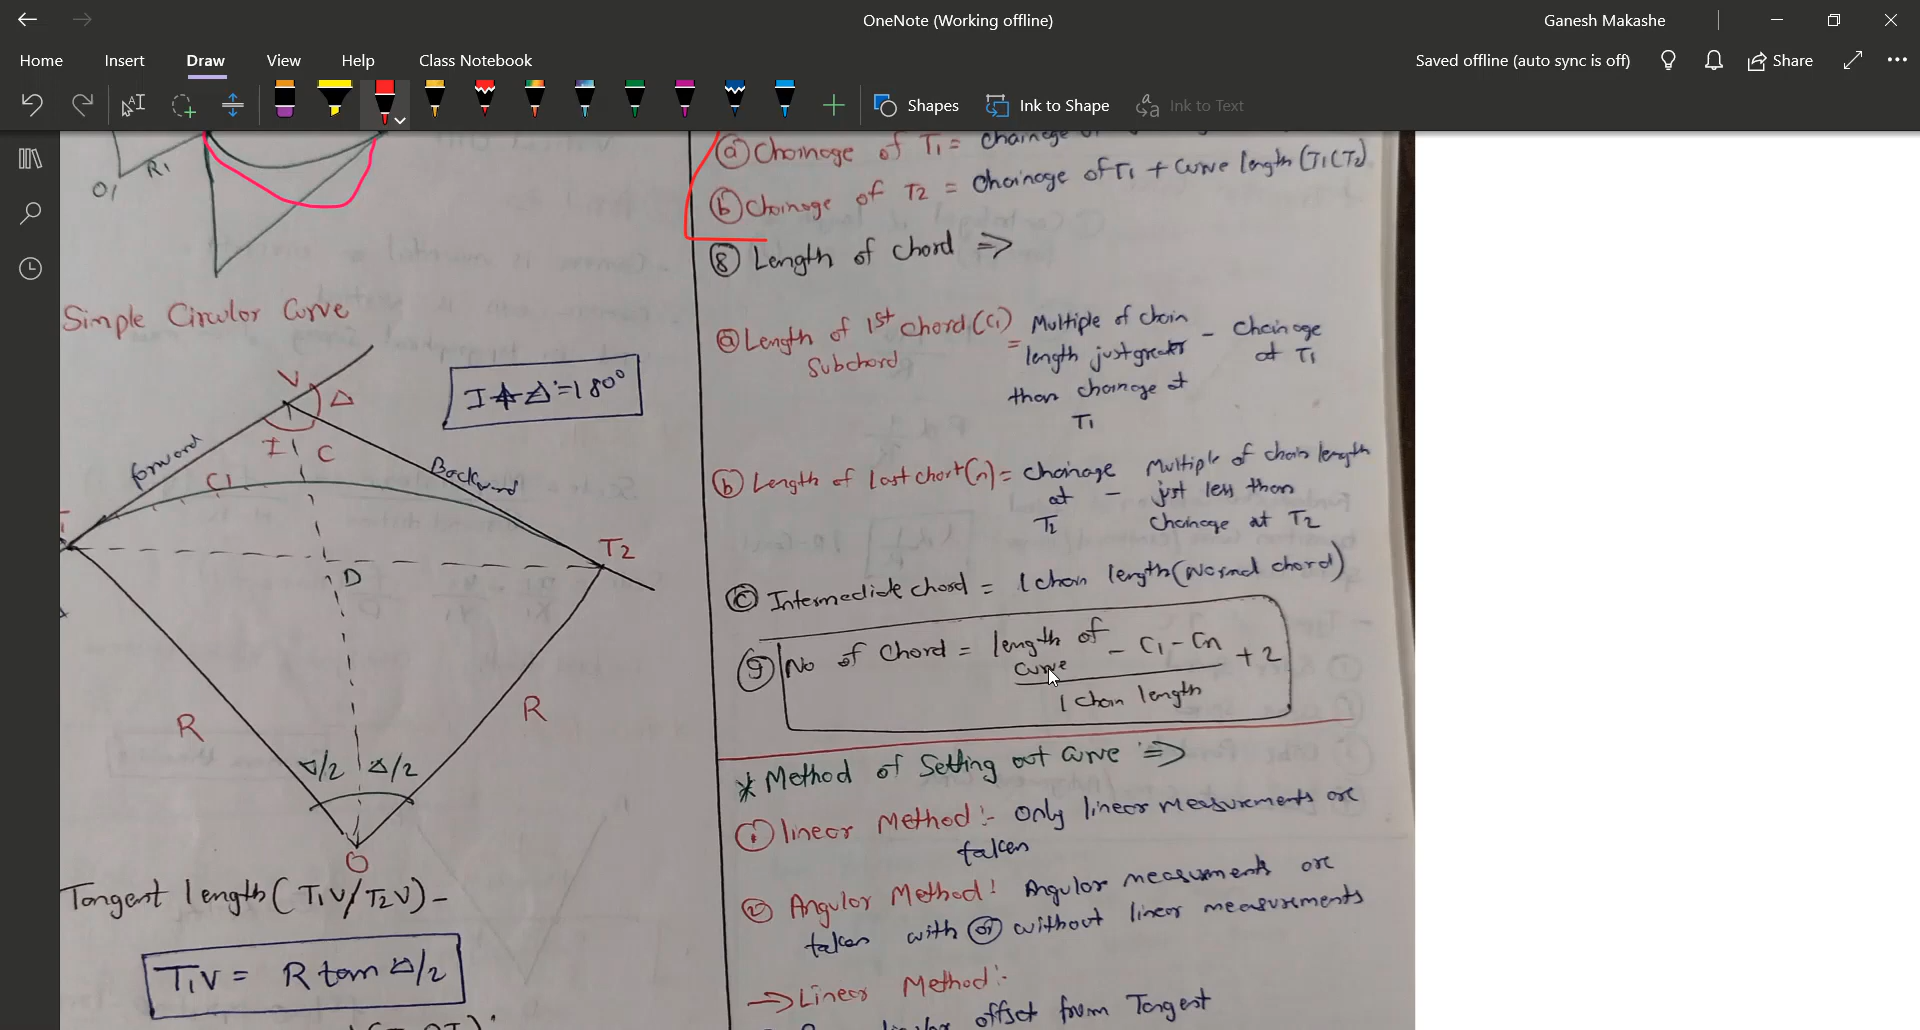 OneNote (Working offline)
Ganesh Makashe
Home Insert Draw View Help Class Notebook
Saved offline (auto sync is off)
Share
Shapes
Ink to Shape
Ink to Text
O1
R1
Simple Circular Curve
I + Δ = 180°
V
Δ
I
C
forward
C1
Backward
T2
D
R
R
Δ/2 Δ/2
O
Tangent length (T1V/T2V) -
T1V = R tan Δ/2
(a) Chainage of T1 = Chainage of
(b) Chainage of T2 = Chainage of T1 + Curve length (T1CT2)
(8) Length of chord ⇒
(a) Length of 1st chord (C1) = Multiple of chain - Chainage
Subchord length just greater at T1
than chainage at
T1
(b) Length of last chort (n) = Chainage Multiple of chain length
at - just less than
T2 Chainage at T2
(c) Intermediate chord = 1 chain length (Normal chord)
(9) No of Chord = length of - C1 - Cn + 2
Curve
1 chain length
* Method of Setting out curve ⇒
(1) linear Method :- Only linear measurements are
taken
(2) Angular Method : Angular measurments are
taken with (or) without linear measurements
→ Linear Method :-
offset from Tangent